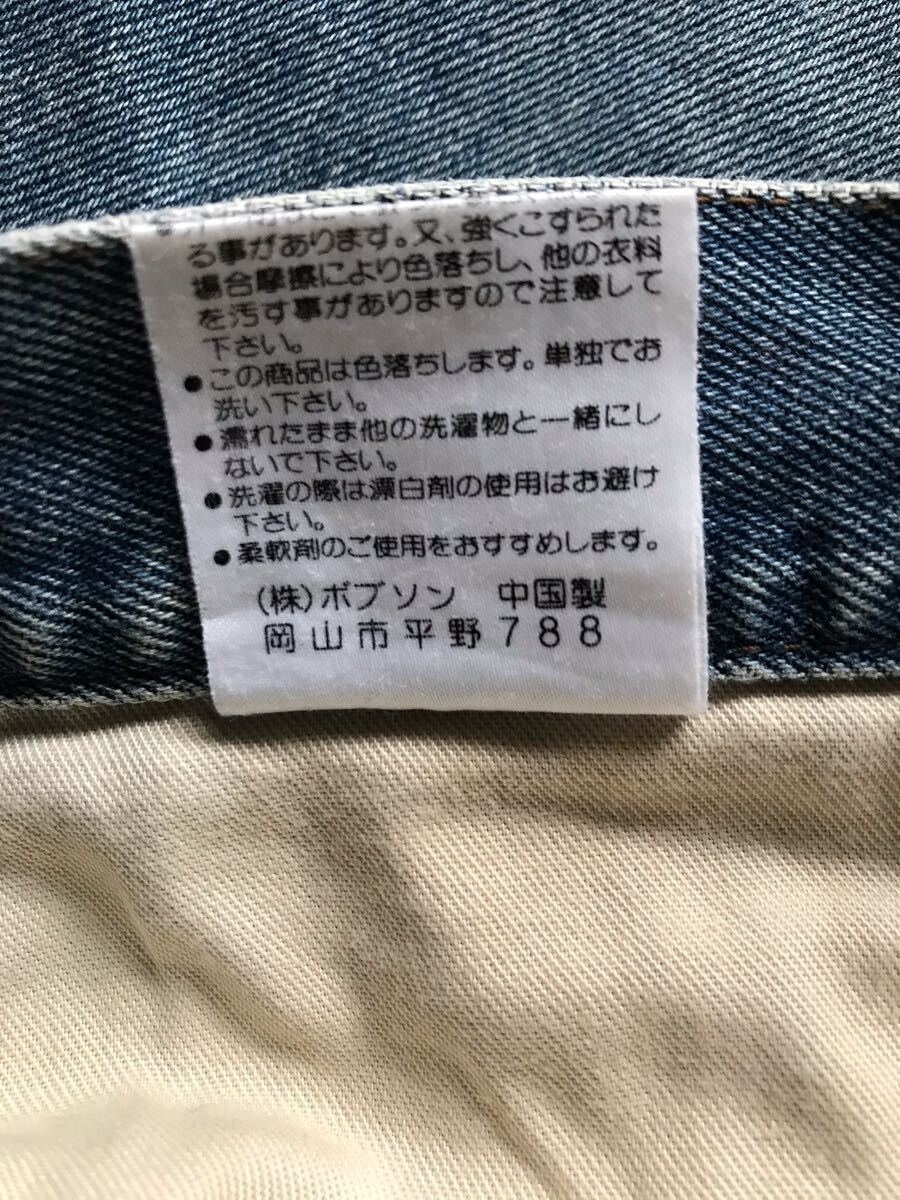 る事があります。又、強くこすられた
場合摩擦により色落ちし、他の衣料
を汚す事がありますので注意して
下さい。
●この商品は色落ちします。単独でお
洗い下さい。
●濡れたまま他の洗濯物と一緒にし
ないで下さい。
●洗濯の際は漂白剤の使用はお避け
下さい。
●柔軟剤のご使用をおすすめします。
(株)ボブソン 中国製
岡山市平野788